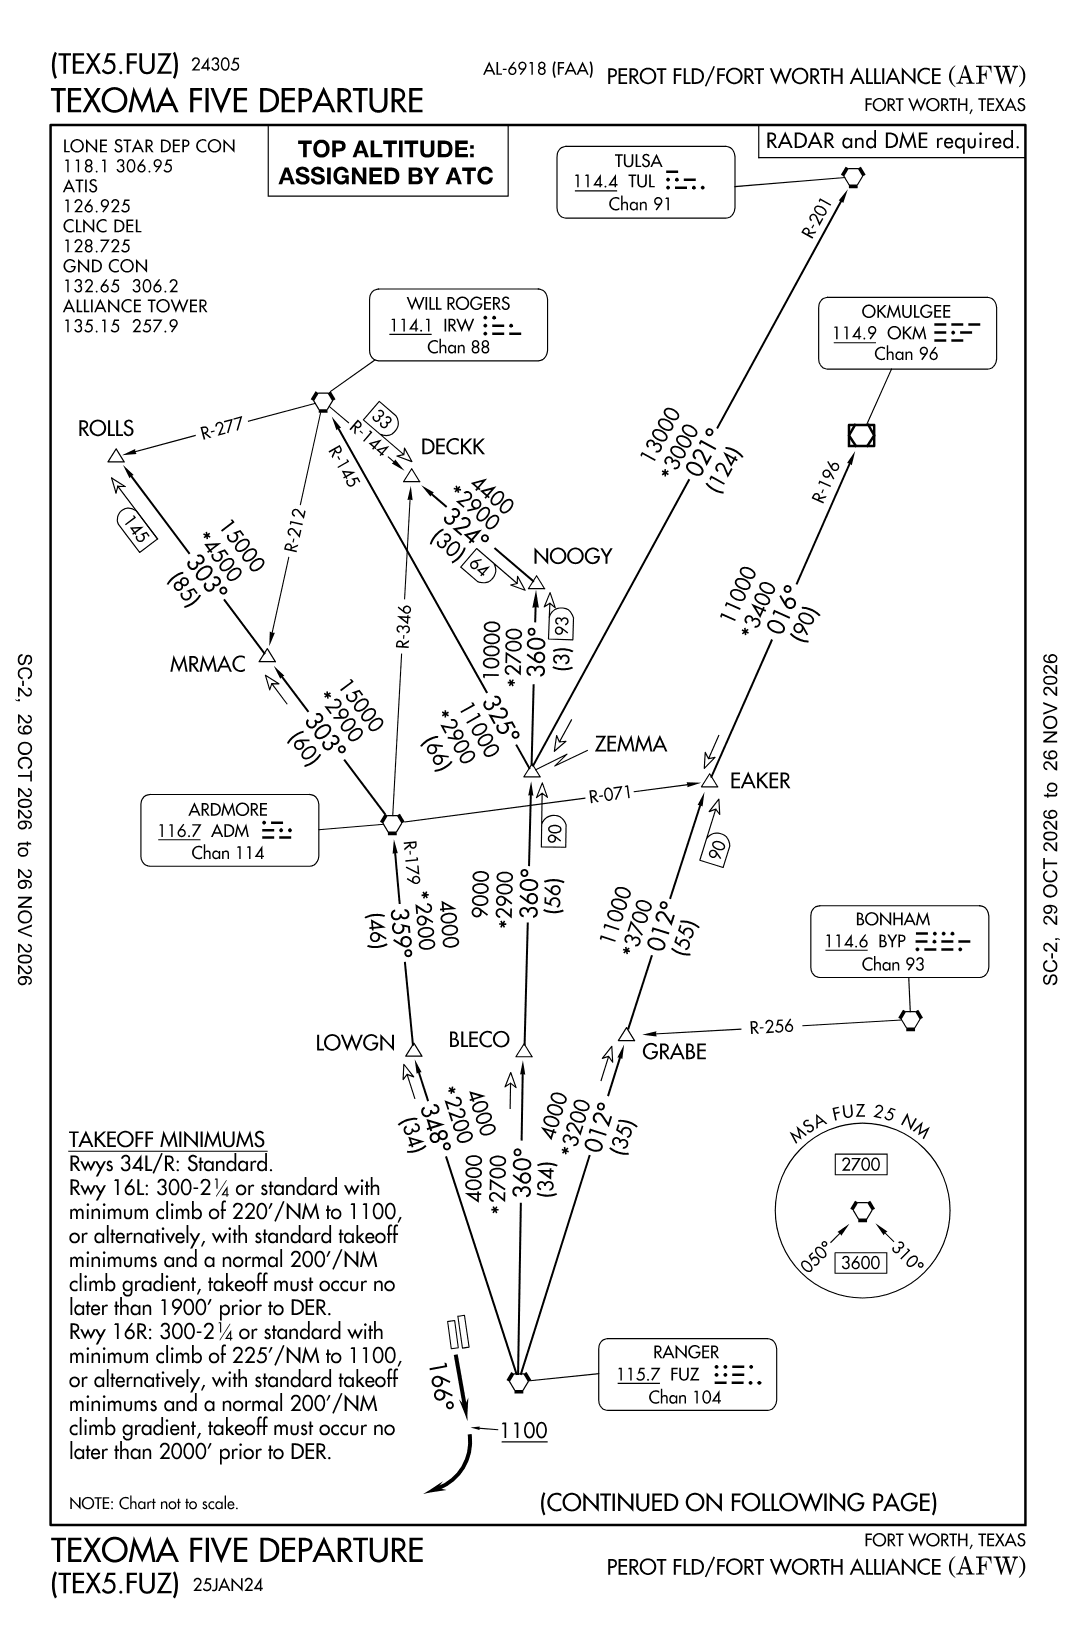 (TEX5.FUZ) 24305
AL-6918 (FAA)
PEROT FLD/FORT WORTH ALLIANCE (AFW)
TEXOMA FIVE DEPARTURE
FORT WORTH, TEXAS
LONE STAR DEP CON
118.1 306.95
ATIS
126.925
CLNC DEL
128.725
GND CON
132.65 306.2
ALLIANCE TOWER
135.15 257.9
TOP ALTITUDE:
ASSIGNED BY ATC
RADAR and DME required.
TULSA
114.4 TUL
Chan 91
R-201
WILL ROGERS
114.1 IRW
Chan 88
OKMULGEE
114.9 OKM
Chan 96
ROLLS
R-277
33
R-144
DECKK
R-145
13000
*3000
021°
(124)
R-196
145
15000
*4500
303°
(85)
R-212
4400
*2900
324°
(30)
64
NOOGY
93
R-346
10000
*2700
360°
(3)
11000
*3400
016°
(90)
MRMAC
15000
*2900
303°
(60)
325°
11000
*2900
(66)
ZEMMA
EAKER
R-071
ARDMORE
116.7 ADM
Chan 114
90
90
R-179
4000
*2600
359°
(46)
9000
*2900
360°
(56)
11000
*3700
012°
(55)
BONHAM
114.6 BYP
Chan 93
R-256
LOWGN
BLECO
GRABE
4000
*2200
348°
(34)
4000
*2700
360°
(34)
4000
*3200
012°
(35)
MSA FUZ 25 NM
2700
050°
310°
3600
TAKEOFF MINIMUMS
Rwys 34L/R: Standard.
Rwy 16L: 300-2¼ or standard with
minimum climb of 220'/NM to 1100,
or alternatively, with standard takeoff
minimums and a normal 200'/NM
climb gradient, takeoff must occur no
later than 1900' prior to DER.
Rwy 16R: 300-2¼ or standard with
minimum climb of 225'/NM to 1100,
or alternatively, with standard takeoff
minimums and a normal 200'/NM
climb gradient, takeoff must occur no
later than 2000' prior to DER.
166°
1100
RANGER
115.7 FUZ
Chan 104
NOTE: Chart not to scale.
(CONTINUED ON FOLLOWING PAGE)
SC-2, 29 OCT 2026 to 26 NOV 2026
SC-2, 29 OCT 2026 to 26 NOV 2026
TEXOMA FIVE DEPARTURE
FORT WORTH, TEXAS
(TEX5.FUZ) 25JAN24
PEROT FLD/FORT WORTH ALLIANCE (AFW)